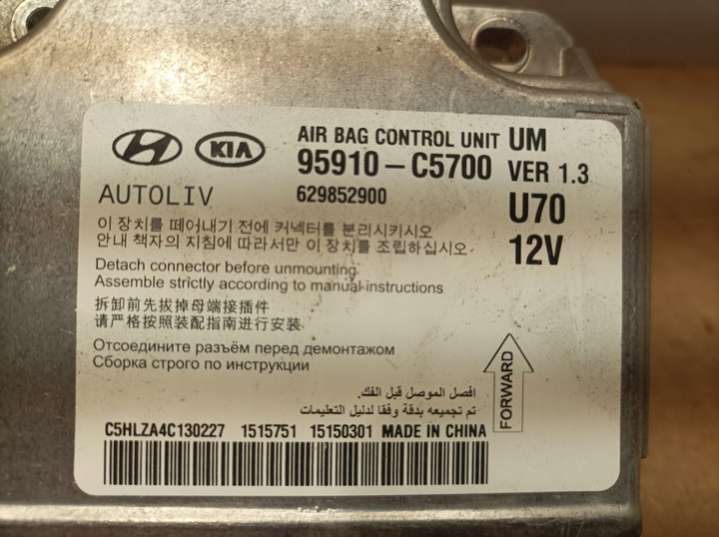 KIA
AIR BAG CONTROL UNIT UM
95910-C5700 VER 1.3
AUTOLIV 629852900 U70
12V
이 장치를 떼어내기 전에 커넥터를 분리시키시오
안내 책자의 지침에 따라서만 이 장치를 조립하십시오.
Detach connector before unmounting.
Assemble strictly according to manual instructions
拆卸前先拔掉母端接插件
请严格按照装配指南进行安装
Отсоедините разъём перед демонтажом
Сборка строго по инструкции
افصل الموصل قبل الفك.
تم تجميعه بدقة وفقا لدليل التعليمات
FORWARD
C5HLZA4C130227 1515751 15150301 MADE IN CHINA